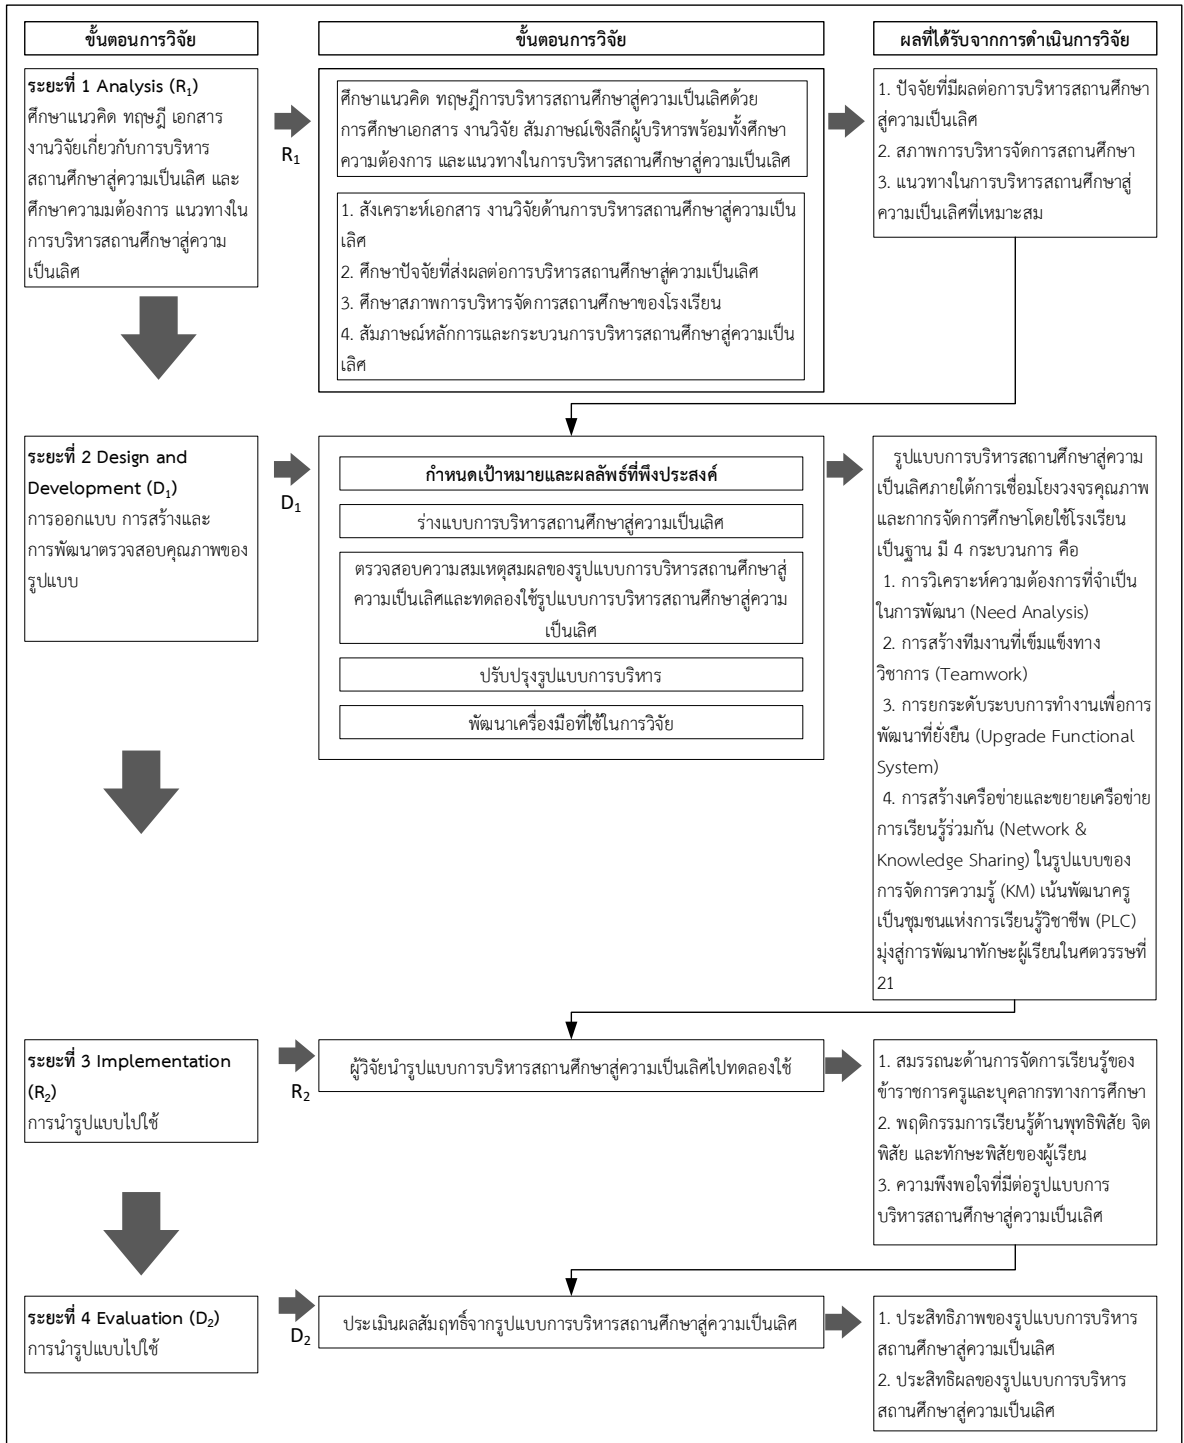 ขั้นตอนการวิจัย
ขั้นตอนการวิจัย
ผลที่ได้รับจากการดำเนินการวิจัย
ระยะที่ 1 Analysis (R1)
ศึกษาแนวคิด ทฤษฎี เอกสาร
งานวิจัยเกี่ยวกับการบริหาร
สถานศึกษาสู่ความเป็นเลิศ และ
ศึกษาความมต้องการ แนวทางใน
การบริหารสถานศึกษาสู่ความ
เป็นเลิศ
R1
ศึกษาแนวคิด ทฤษฎีการบริหารสถานศึกษาสู่ความเป็นเลิศด้วย
การศึกษาเอกสาร งานวิจัย สัมภาษณ์เชิงลึกผู้บริหารพร้อมทั้งศึกษา
ความต้องการ และแนวทางในการบริหารสถานศึกษาสู่ความเป็นเลิศ
1. สังเคราะห์เอกสาร งานวิจัยด้านการบริหารสถานศึกษาสู่ความเป็น
เลิศ
2. ศึกษาปัจจัยที่ส่งผลต่อการบริหารสถานศึกษาสู่ความเป็นเลิศ
3. ศึกษาสภาพการบริหารจัดการสถานศึกษาของโรงเรียน
4. สัมภาษณ์หลักการและกระบวนการบริหารสถานศึกษาสู่ความเป็น
เลิศ
1. ปัจจัยที่มีผลต่อการบริหารสถานศึกษา
สู่ความเป็นเลิศ
2. สภาพการบริหารจัดการสถานศึกษา
3. แนวทางในการบริหารสถานศึกษาสู่
ความเป็นเลิศที่เหมาะสม
ระยะที่ 2 Design and
Development (D1)
การออกแบบ การสร้างและ
การพัฒนาตรวจสอบคุณภาพของ
รูปแบบ
D1
กำหนดเป้าหมายและผลลัพธ์ที่พึงประสงค์
ร่างแบบการบริหารสถานศึกษาสู่ความเป็นเลิศ
ตรวจสอบความสมเหตุสมผลของรูปแบบการบริหารสถานศึกษาสู่
ความเป็นเลิศและทดลองใช้รูปแบบการบริหารสถานศึกษาสู่ความ
เป็นเลิศ
ปรับปรุงรูปแบบการบริหาร
พัฒนาเครื่องมือที่ใช้ในการวิจัย
รูปแบบการบริหารสถานศึกษาสู่ความ
เป็นเลิศภายใต้การเชื่อมโยงวงจรคุณภาพ
และกาการจัดการศึกษาโดยใช้โรงเรียน
เป็นฐาน มี 4 กระบวนการ คือ
1. การวิเคราะห์ความต้องการที่จำเป็น
ในการพัฒนา (Need Analysis)
2. การสร้างทีมงานที่เข็มแข็งทาง
วิชาการ (Teamwork)
3. การยกระดับระบบการทำงานเพื่อการ
พัฒนาที่ยั่งยืน (Upgrade Functional
System)
4. การสร้างเครือข่ายและขยายเครือข่าย
การเรียนรู้ร่วมกัน (Network &
Knowledge Sharing) ในรูปแบบของ
การจัดการความรู้ (KM) เน้นพัฒนาครู
เป็นชุมชนแห่งการเรียนรู้วิชาชีพ (PLC)
มุ่งสู่การพัฒนาทักษะผู้เรียนในศตวรรษที่
21
ระยะที่ 3 Implementation
(R2)
การนำรูปแบบไปใช้
R2
ผู้วิจัยนำรูปแบบการบริหารสถานศึกษาสู่ความเป็นเลิศไปทดลองใช้
1. สมรรถนะด้านการจัดการเรียนรู้ของ
ข้าราชการครูและบุคลากรทางการศึกษา
2. พฤติกรรมการเรียนรู้ด้านพุทธิพิสัย จิต
พิสัย และทักษะพิสัยของผู้เรียน
3. ความพึงพอใจที่มีต่อรูปแบบการ
บริหารสถานศึกษาสู่ความเป็นเลิศ
ระยะที่ 4 Evaluation (D2)
การนำรูปแบบไปใช้
D2
ประเมินผลสัมฤทธิ์จากรูปแบบการบริหารสถานศึกษาสู่ความเป็นเลิศ
1. ประสิทธิภาพของรูปแบบการบริหาร
สถานศึกษาสู่ความเป็นเลิศ
2. ประสิทธิผลของรูปแบบการบริหาร
สถานศึกษาสู่ความเป็นเลิศ